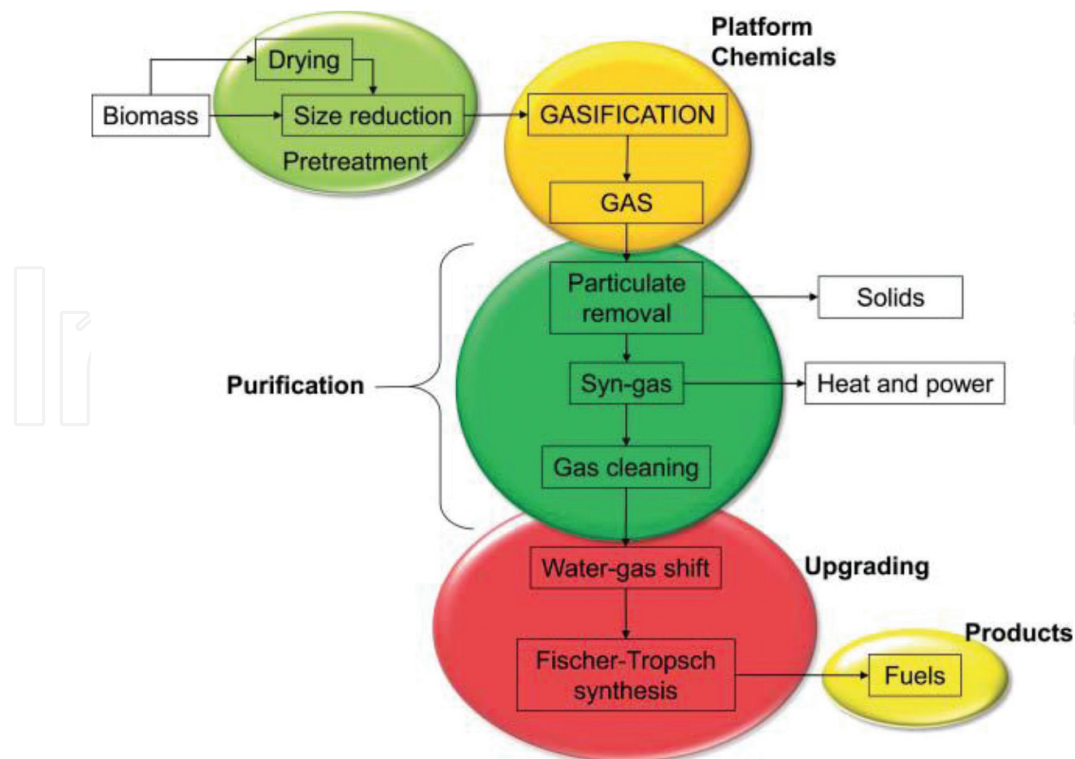 Platform
Chemicals
Drying
Biomass
Size reduction
Pretreatment
GASIFICATION
GAS
Particulate
removal
Solids
Purification
Syn-gas
Heat and power
Gas cleaning
Water-gas shift
Upgrading
Fischer-Tropsch
synthesis
Products
Fuels